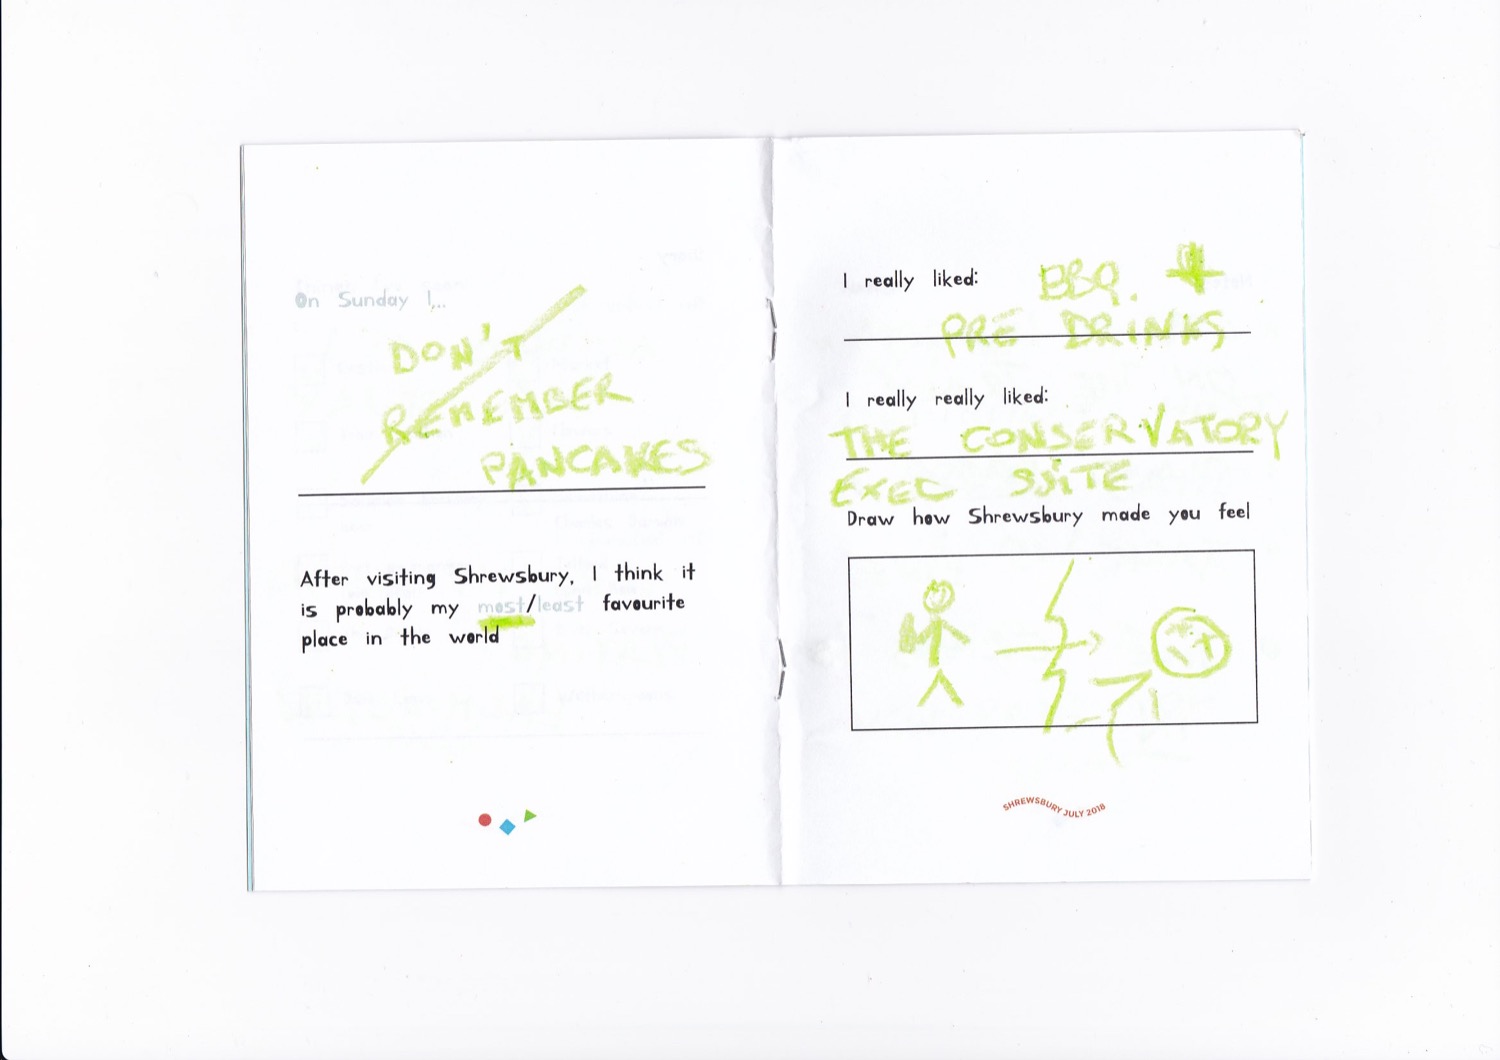 On Sunday I...
DON'T
REMEMBER
PANCAKES
After visiting Shrewsbury, I think it
is probably my most/least favourite
place in the world
I really liked: BBQ. +
PRE DRINKS
I really really liked:
THE CONSERVATORY
EXEC SUITE
Draw how Shrewsbury made you feel
SHREWSBURY JULY 2018